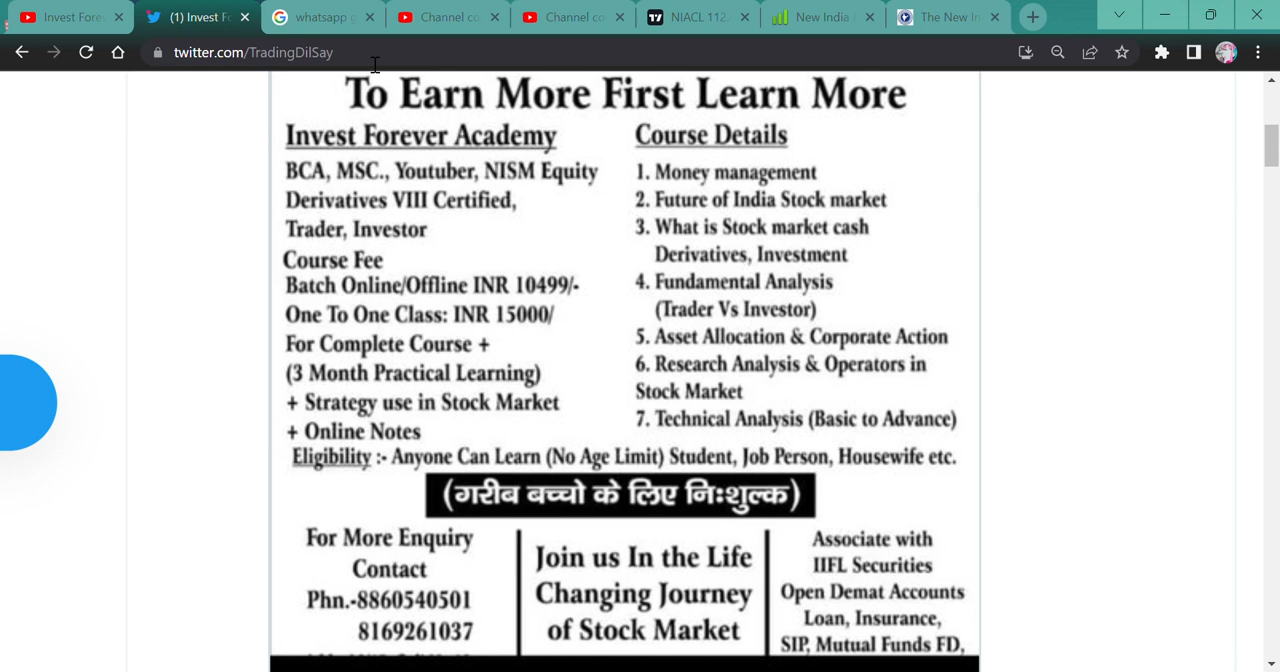 Invest Fore
(1) Invest F
whatsapp g
Channel co
Channel co
NIACL 112.
New India
The New In
twitter.com/TradingDilSay
To Earn More First Learn More
Invest Forever Academy
BCA, MSC., Youtuber, NISM Equity
Derivatives VIII Certified,
Trader, Investor
Course Fee
Batch Online/Offline INR 10499/-
One To One Class: INR 15000/
For Complete Course +
(3 Month Practical Learning)
+ Strategy use in Stock Market
+ Online Notes
Course Details
1. Money management
2. Future of India Stock market
3. What is Stock market cash
Derivatives, Investment
4. Fundamental Analysis
(Trader Vs Investor)
5. Asset Allocation & Corporate Action
6. Research Analysis & Operators in
Stock Market
7. Technical Analysis (Basic to Advance)
Eligibility :- Anyone Can Learn (No Age Limit) Student, Job Person, Housewife etc.
(गरीब बच्चो के लिए निःशुल्क)
For More Enquiry
Contact
Phn.-8860540501
8169261037
Join us In the Life
Changing Journey
of Stock Market
Associate with
IIFL Securities
Open Demat Accounts
Loan, Insurance,
SIP, Mutual Funds FD,